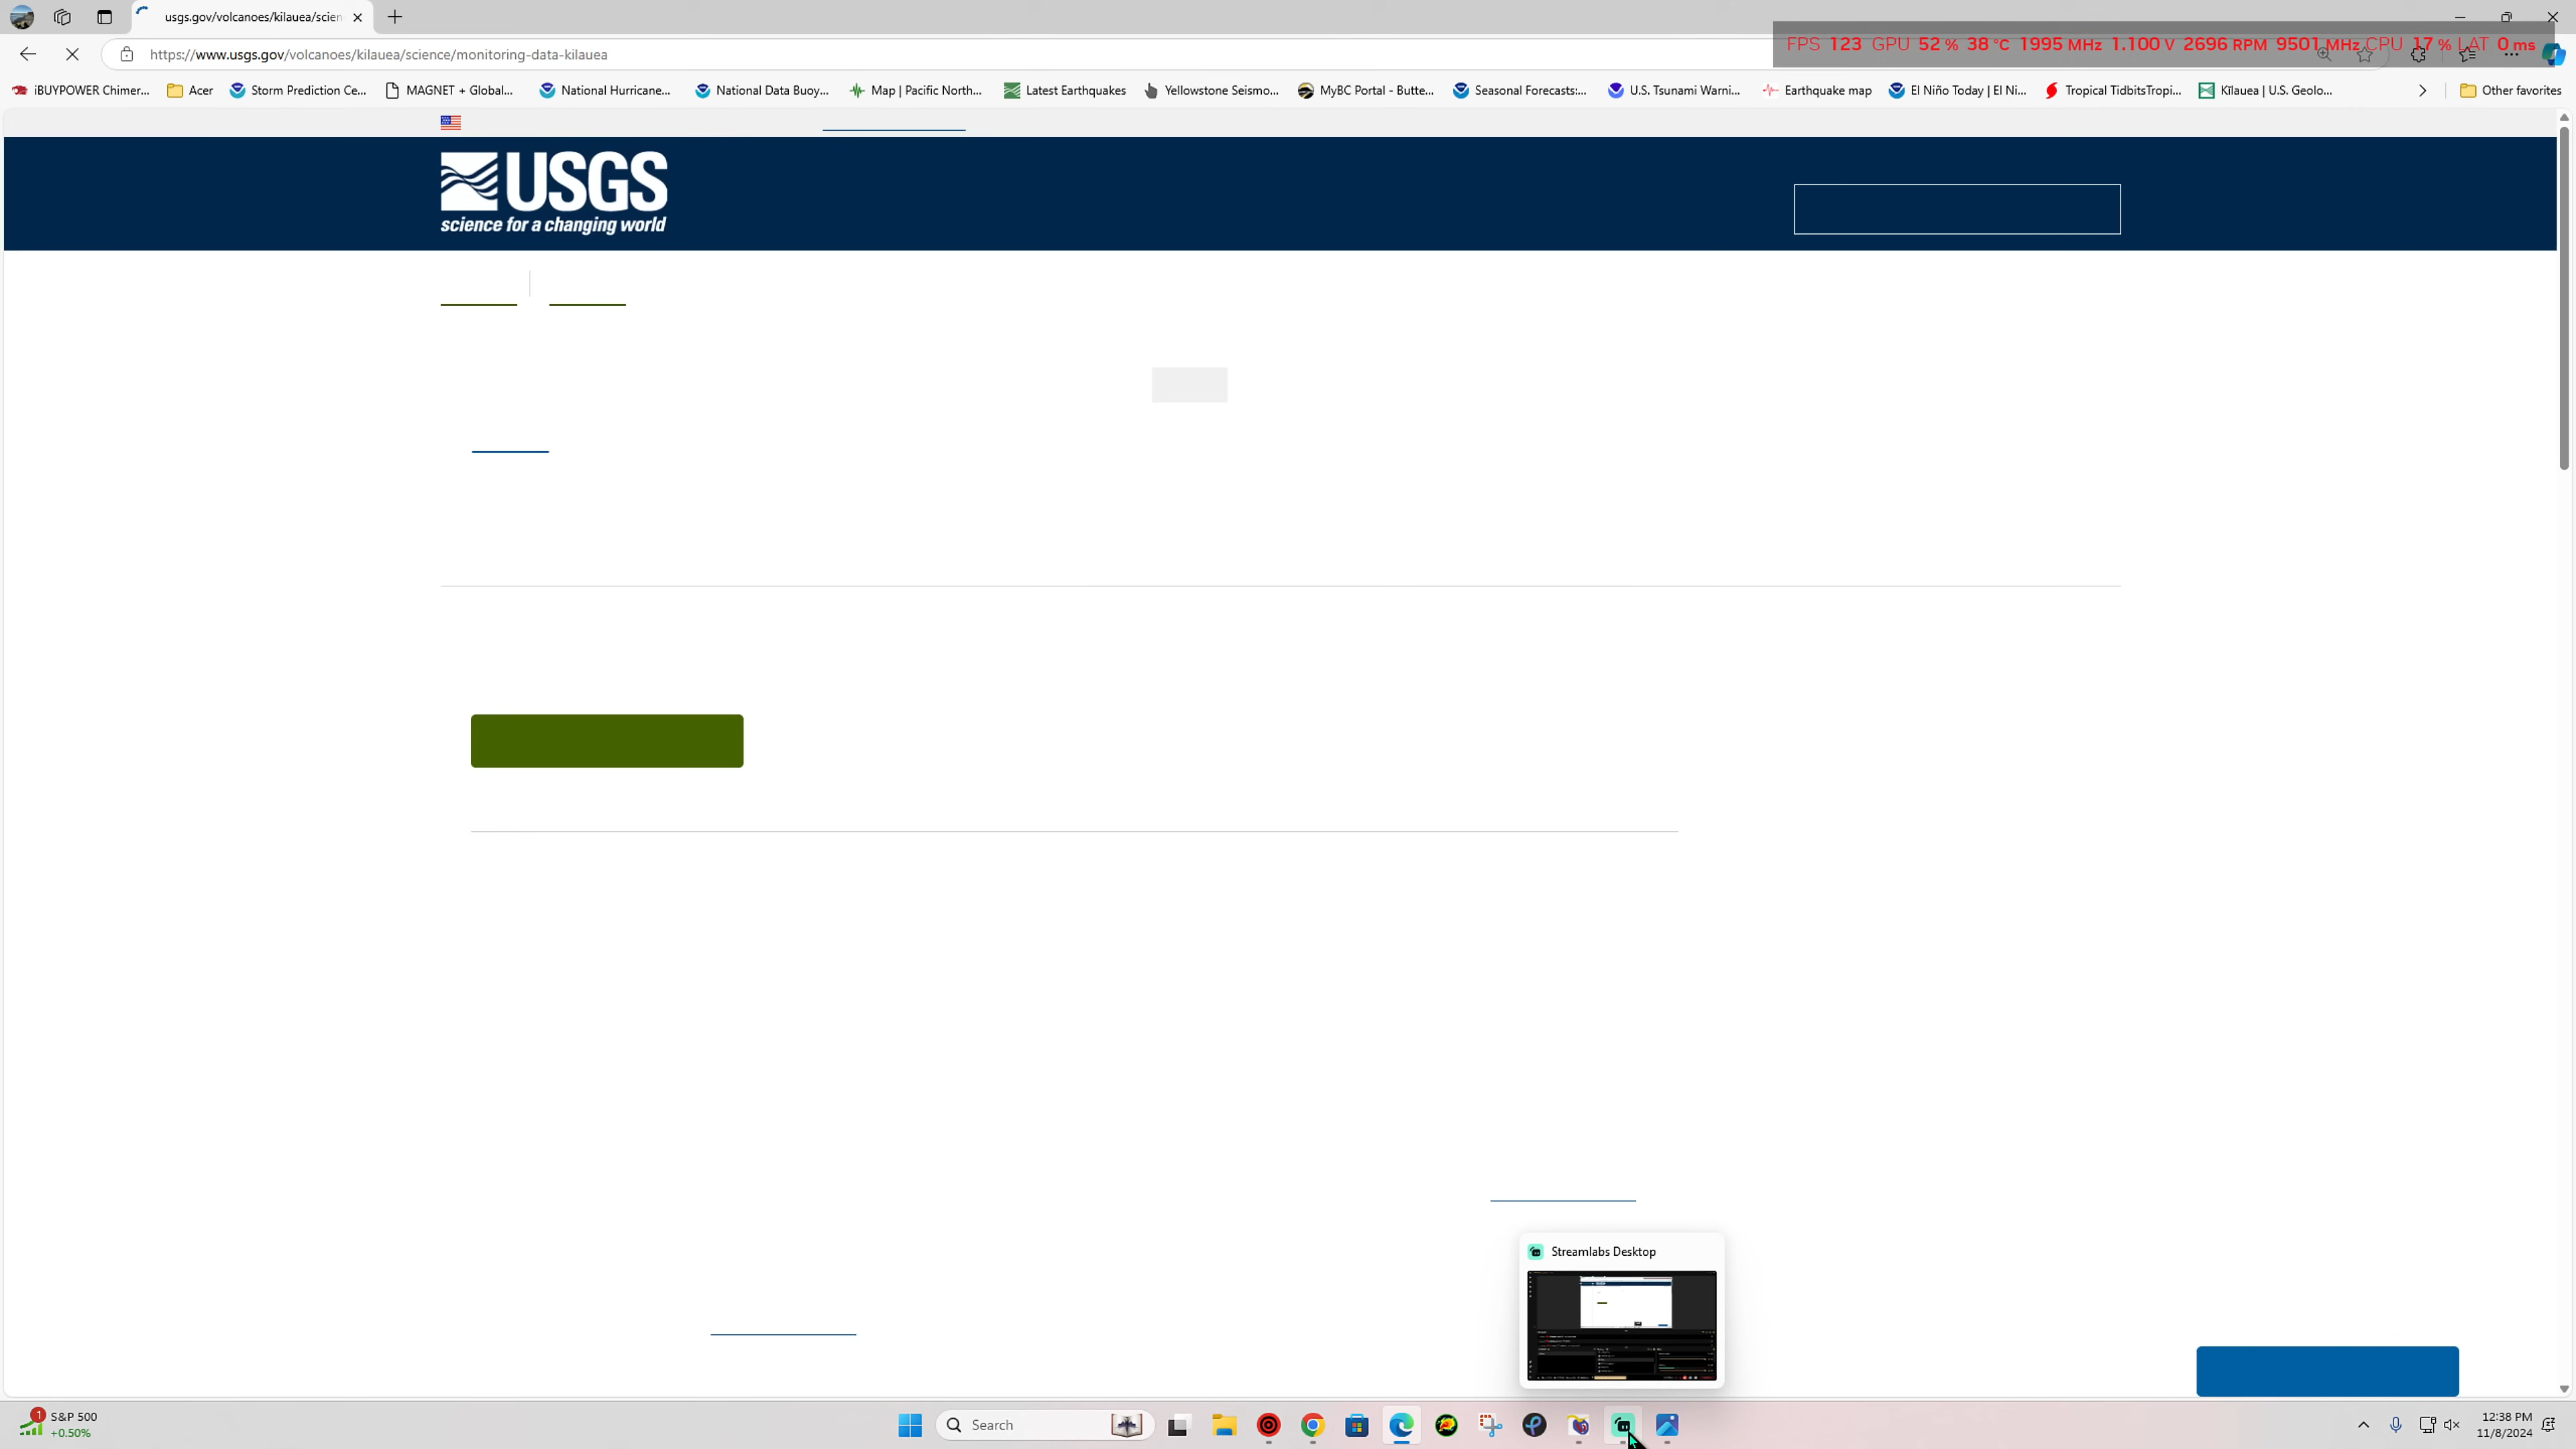 usgs.gov/volcanoes/kilauea/scien
https://www.usgs.gov/volcanoes/kilauea/science/monitoring-data-kilauea
FPS 123 GPU 52 % 38 °C 1995 MHz 1.100 V 2696 RPM 9501 MHz CPU 17 % LAT 0 ms
iBUYPOWER Chimer... Acer Storm Prediction Ce... MAGNET + Global... National Hurricane... National Data Buoy... Map | Pacific North... Latest Earthquakes Yellowstone Seismo... MyBC Portal - Butte... Seasonal Forecasts:... U.S. Tsunami Warni... Earthquake map El Niño Today | El Ni... Tropical TidbitsTropi... Kīlauea | U.S. Geolo... Other favorites
USGS
science for a changing world
Streamlabs Desktop
1 S&P 500
+0.50%
Search
12:38 PM
11/8/2024